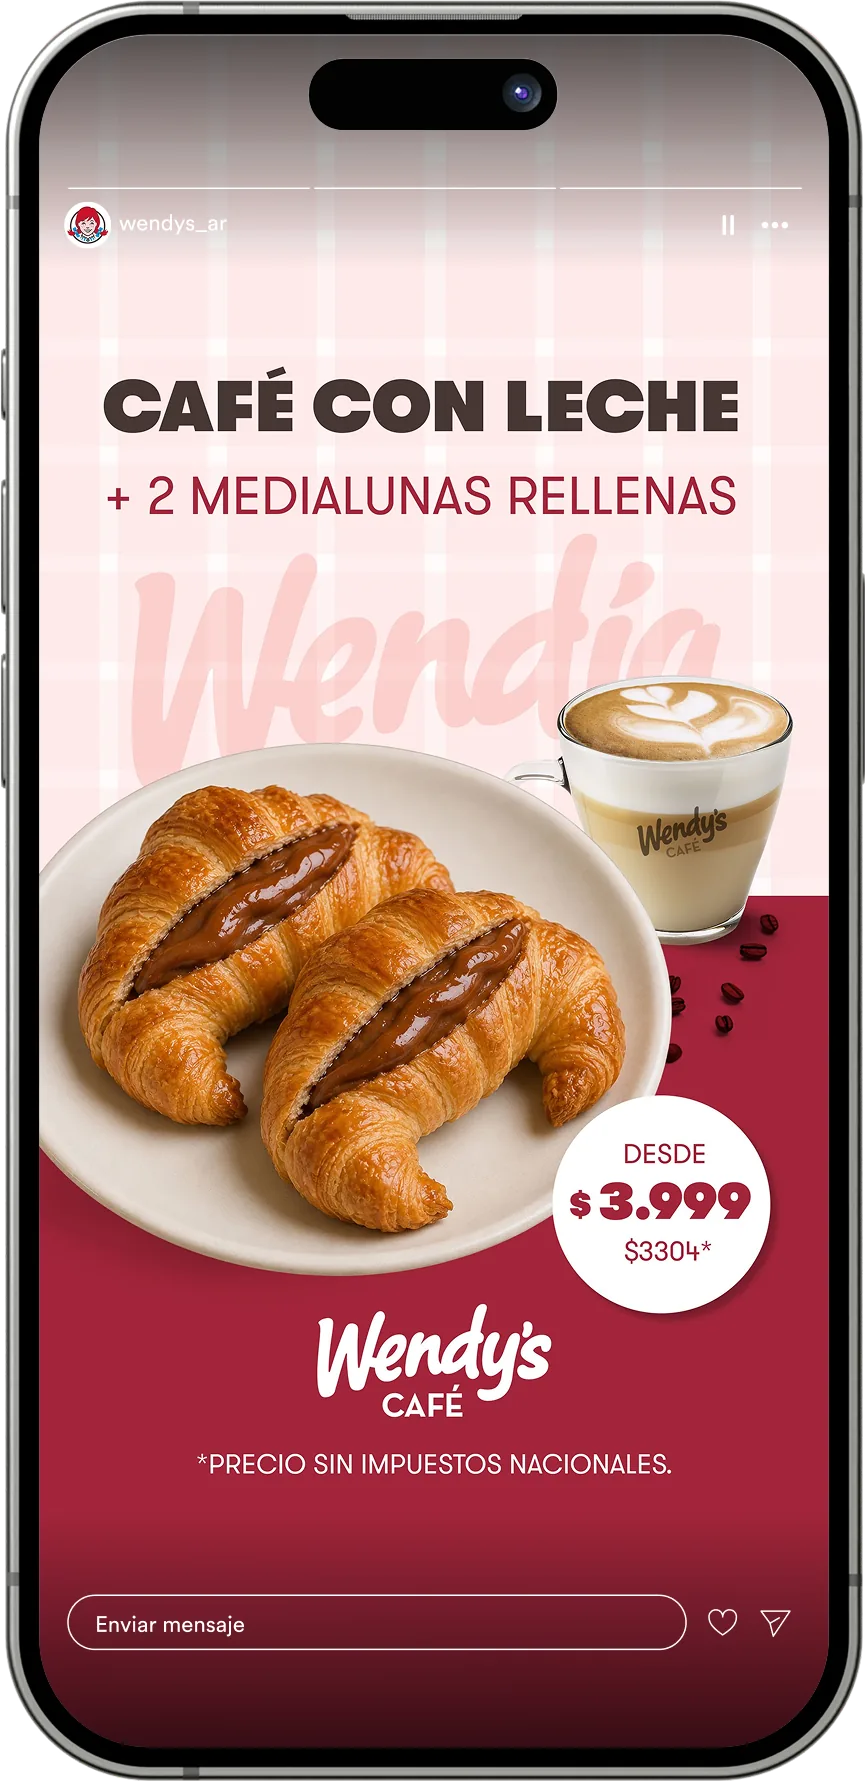 wendys_ar
CAFÉ CON LECHE
+ 2 MEDIALUNAS RELLENAS
Wendía
Wendy's
CAFÉ
DESDE
$3.999
$3304*
Wendy's
CAFÉ
*PRECIO SIN IMPUESTOS NACIONALES.
Enviar mensaje